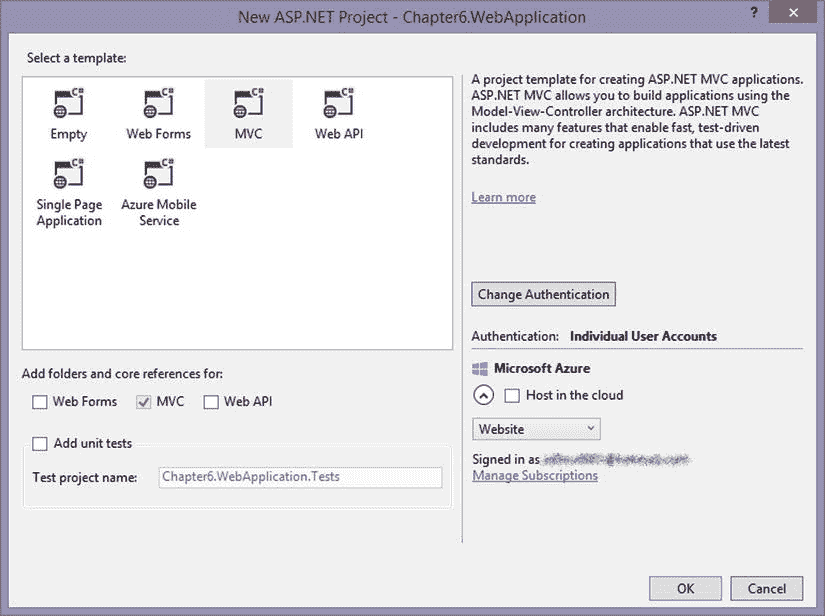 New ASP.NET Project - Chapter6.WebApplication
?
Select a template:
C#
C#
C#
C#
Empty
Web Forms
MVC
Web API
C#
C#
Single Page
Application
Azure Mobile
Service
A project template for creating ASP.NET MVC applications.
ASP.NET MVC allows you to build applications using the
Model-View-Controller architecture. ASP.NET MVC
includes many features that enable fast, test-driven
development for creating applications that use the latest
standards.
Learn more
Change Authentication
Authentication: Individual User Accounts
Microsoft Azure
Host in the cloud
Website
Signed in as
Manage Subscriptions
Add folders and core references for:
Web Forms
MVC
Web API
Add unit tests
Test project name:
Chapter6.WebApplication.Tests
OK
Cancel